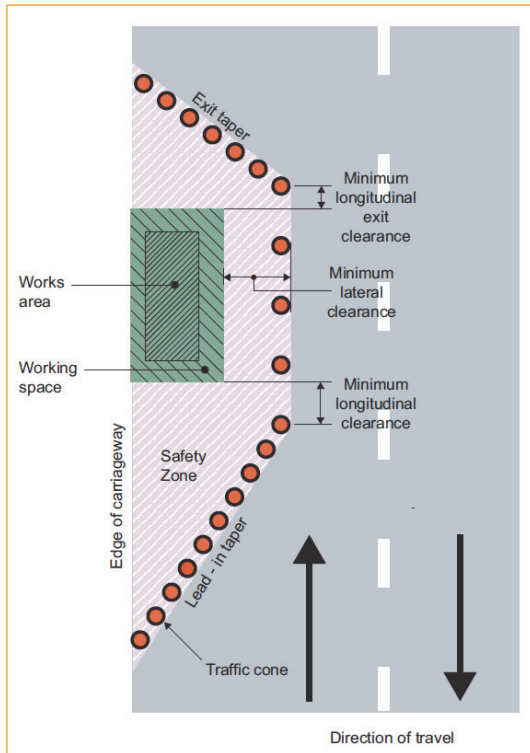 Exit taper
Minimum
longitudinal
exit
clearance
Works
area
Minimum
lateral
clearance
Working
space
Minimum
longitudinal
clearance
Safety
Zone
Edge of carriageway
Lead - in taper
Traffic cone
Direction of travel